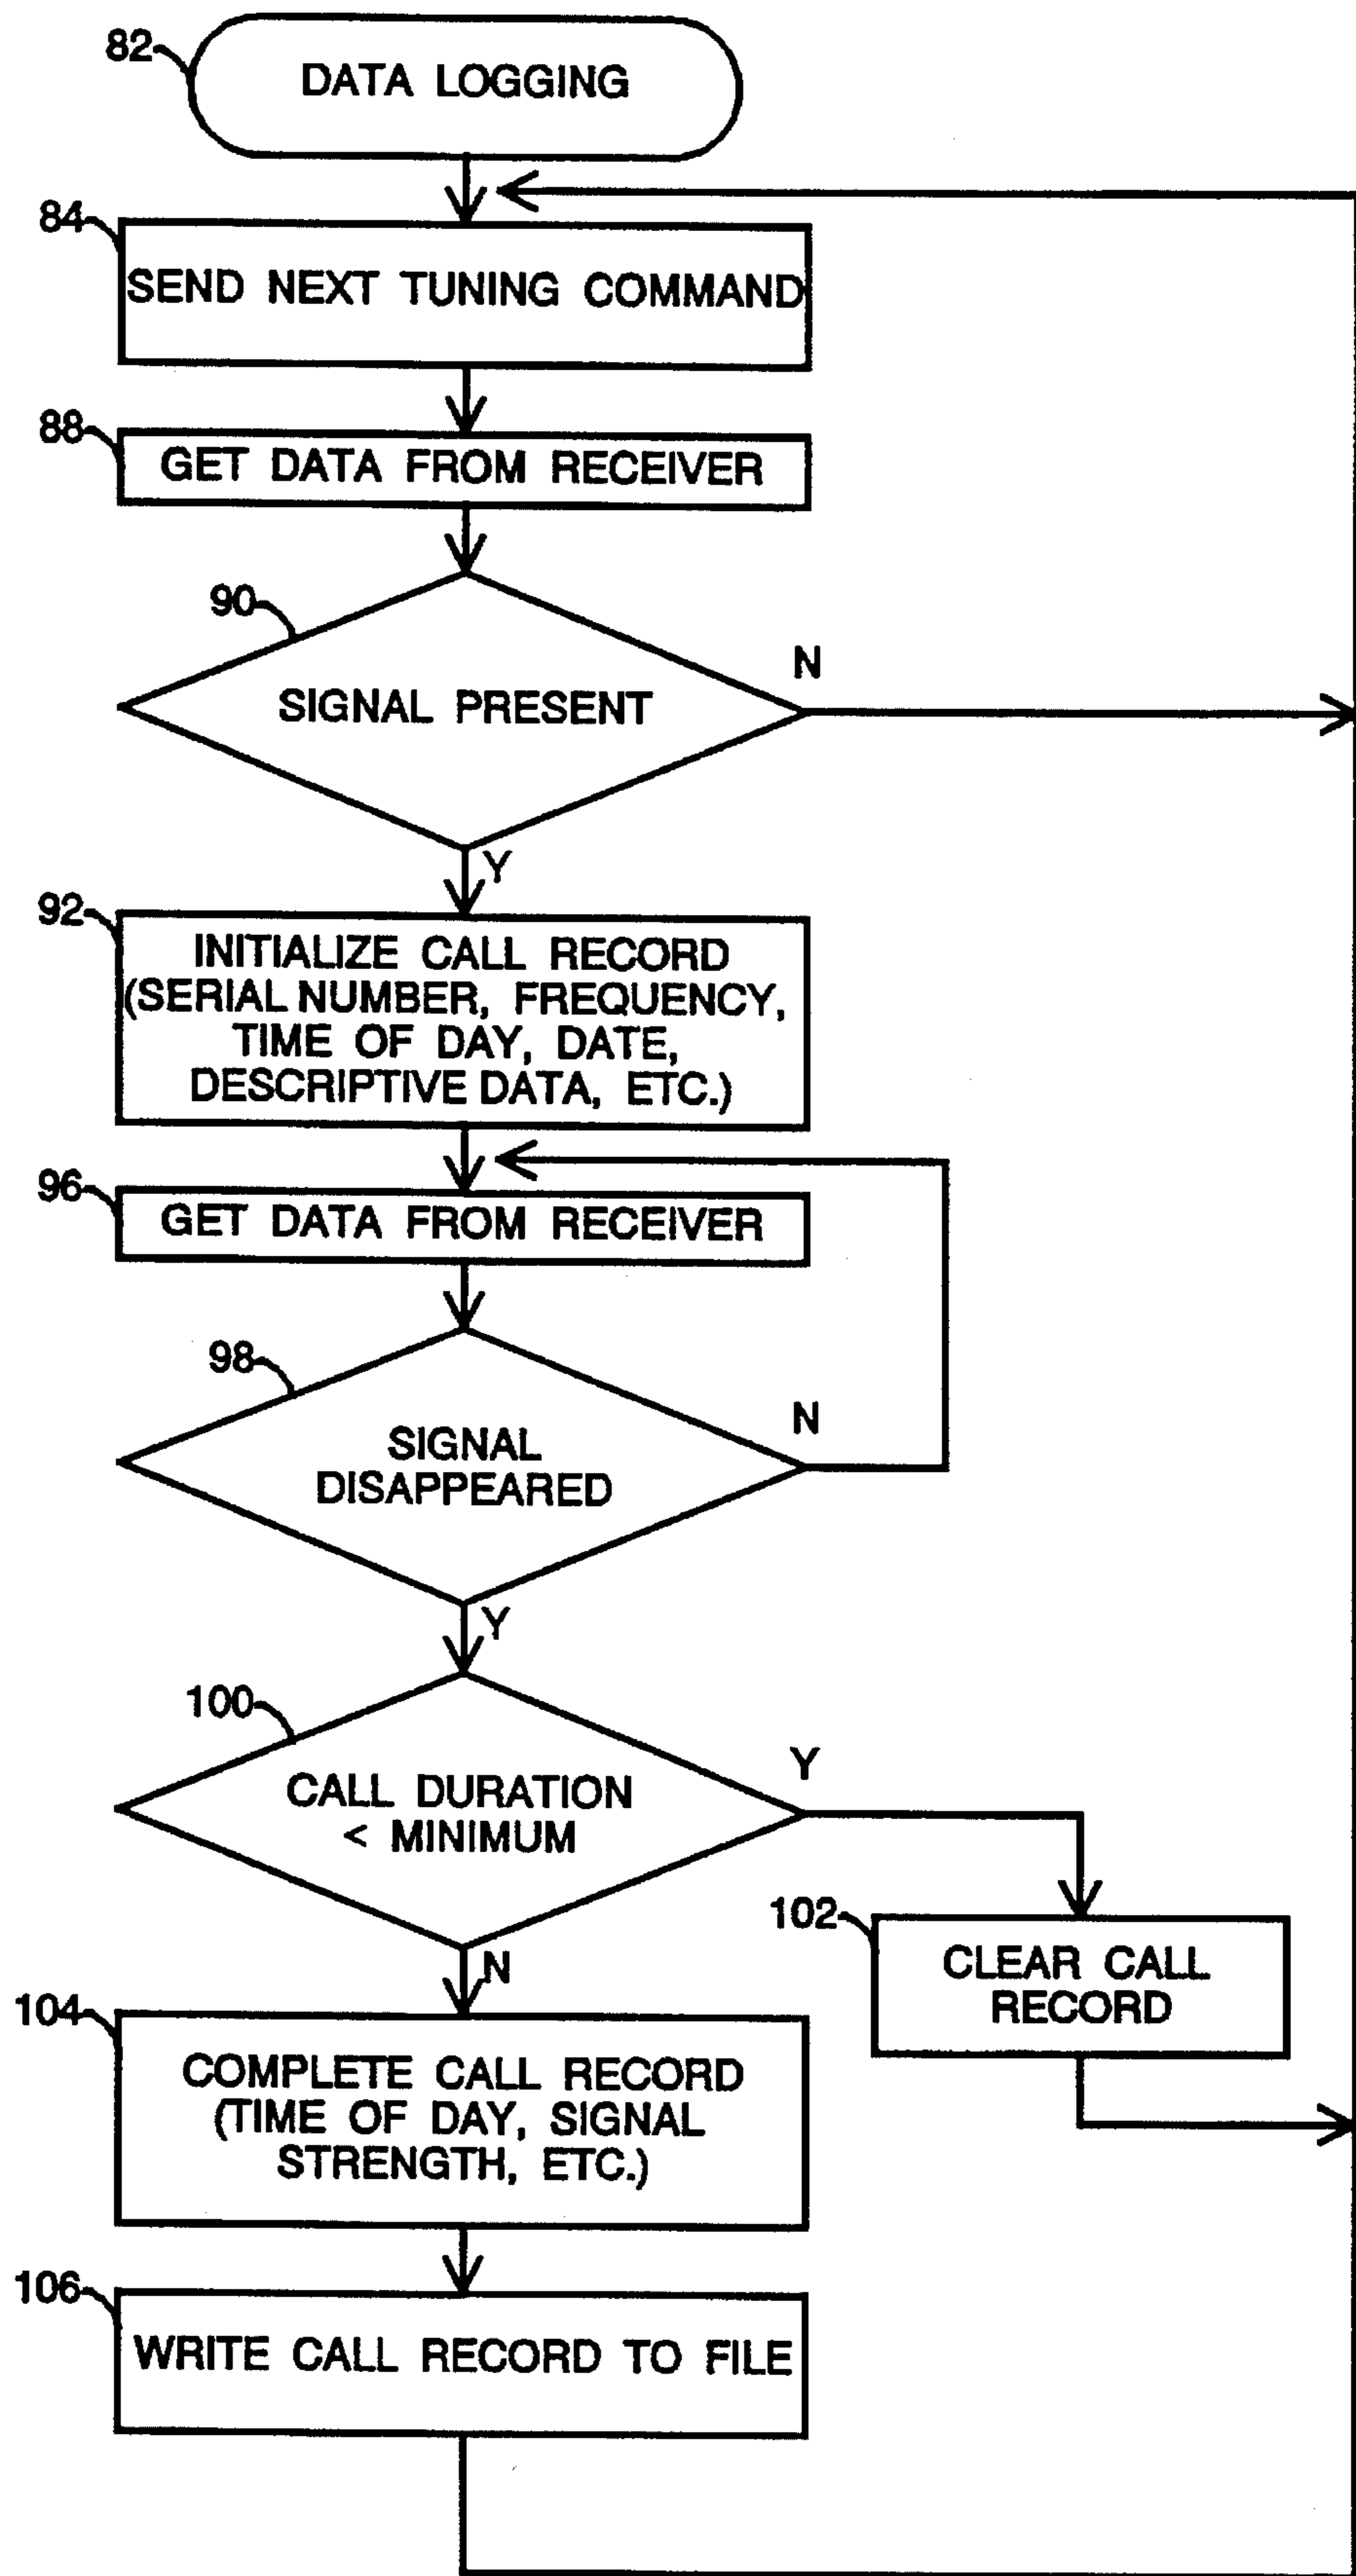 82
DATA LOGGING
84
SEND NEXT TUNING COMMAND
88
GET DATA FROM RECEIVER
90
N
SIGNAL PRESENT
Y
92
INITIALIZE CALL RECORD
(SERIAL NUMBER, FREQUENCY,
TIME OF DAY, DATE,
DESCRIPTIVE DATA, ETC.)
96
GET DATA FROM RECEIVER
98
N
SIGNAL
DISAPPEARED
Y
100
Y
CALL DURATION
< MINIMUM
N
102
CLEAR CALL
RECORD
104
COMPLETE CALL RECORD
(TIME OF DAY, SIGNAL
STRENGTH, ETC.)
106
WRITE CALL RECORD TO FILE